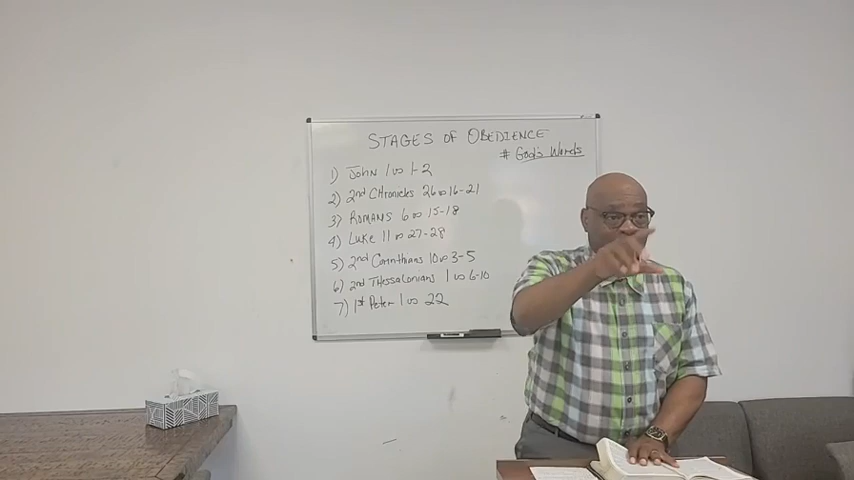 STAGES OF OBEDIENCE
# God's Words
1) John 1 vs 1-2
2) 2nd Chronicles 26 vs 16-21
3) Romans 6 vs 15-18
4) Luke 11 vs 27-28
5) 2nd Corinthians 10 vs 3-5
6) 2nd Thessalonians 1 vs 6-10
7) 1st Peter 1 vs 22